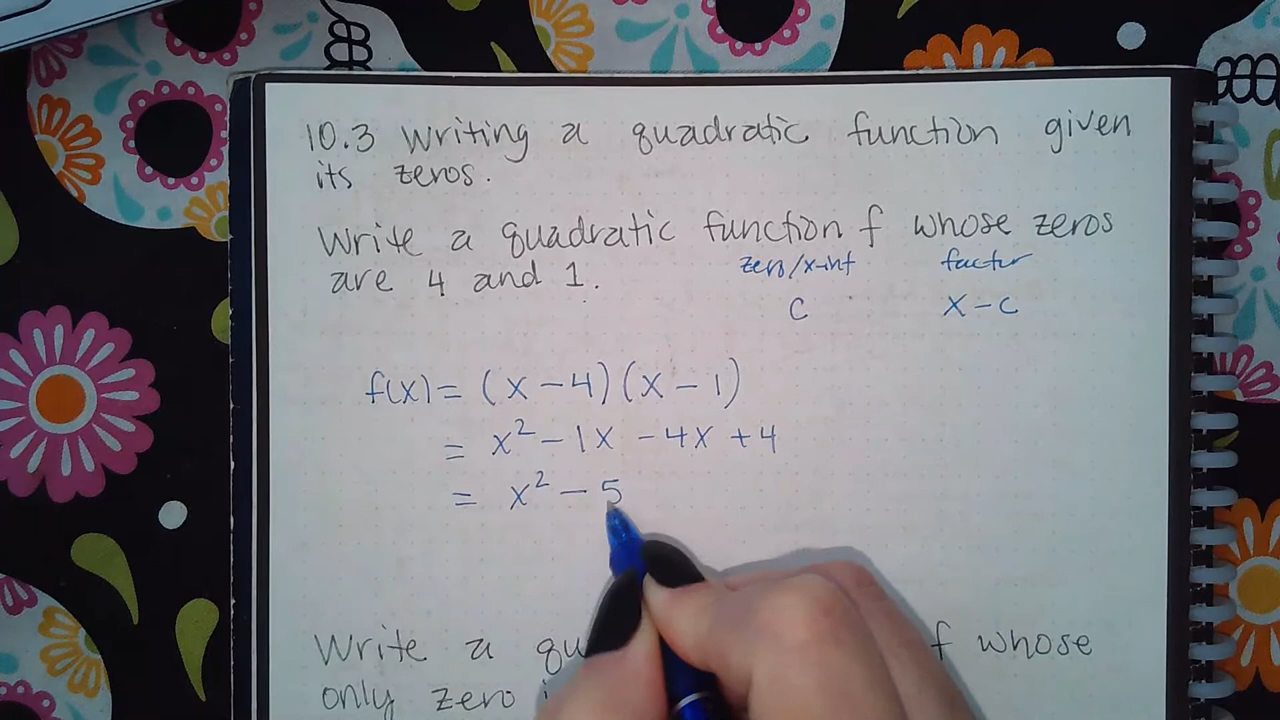 10.3 Writing a quadratic function given
its zeros.
Write a quadratic function f whose zeros
are 4 and 1.
zero/x-int factor
c x-c
f(x) = (x-4)(x-1)
= x² - 1x - 4x + 4
= x² - 5
Write a f whose
only zero